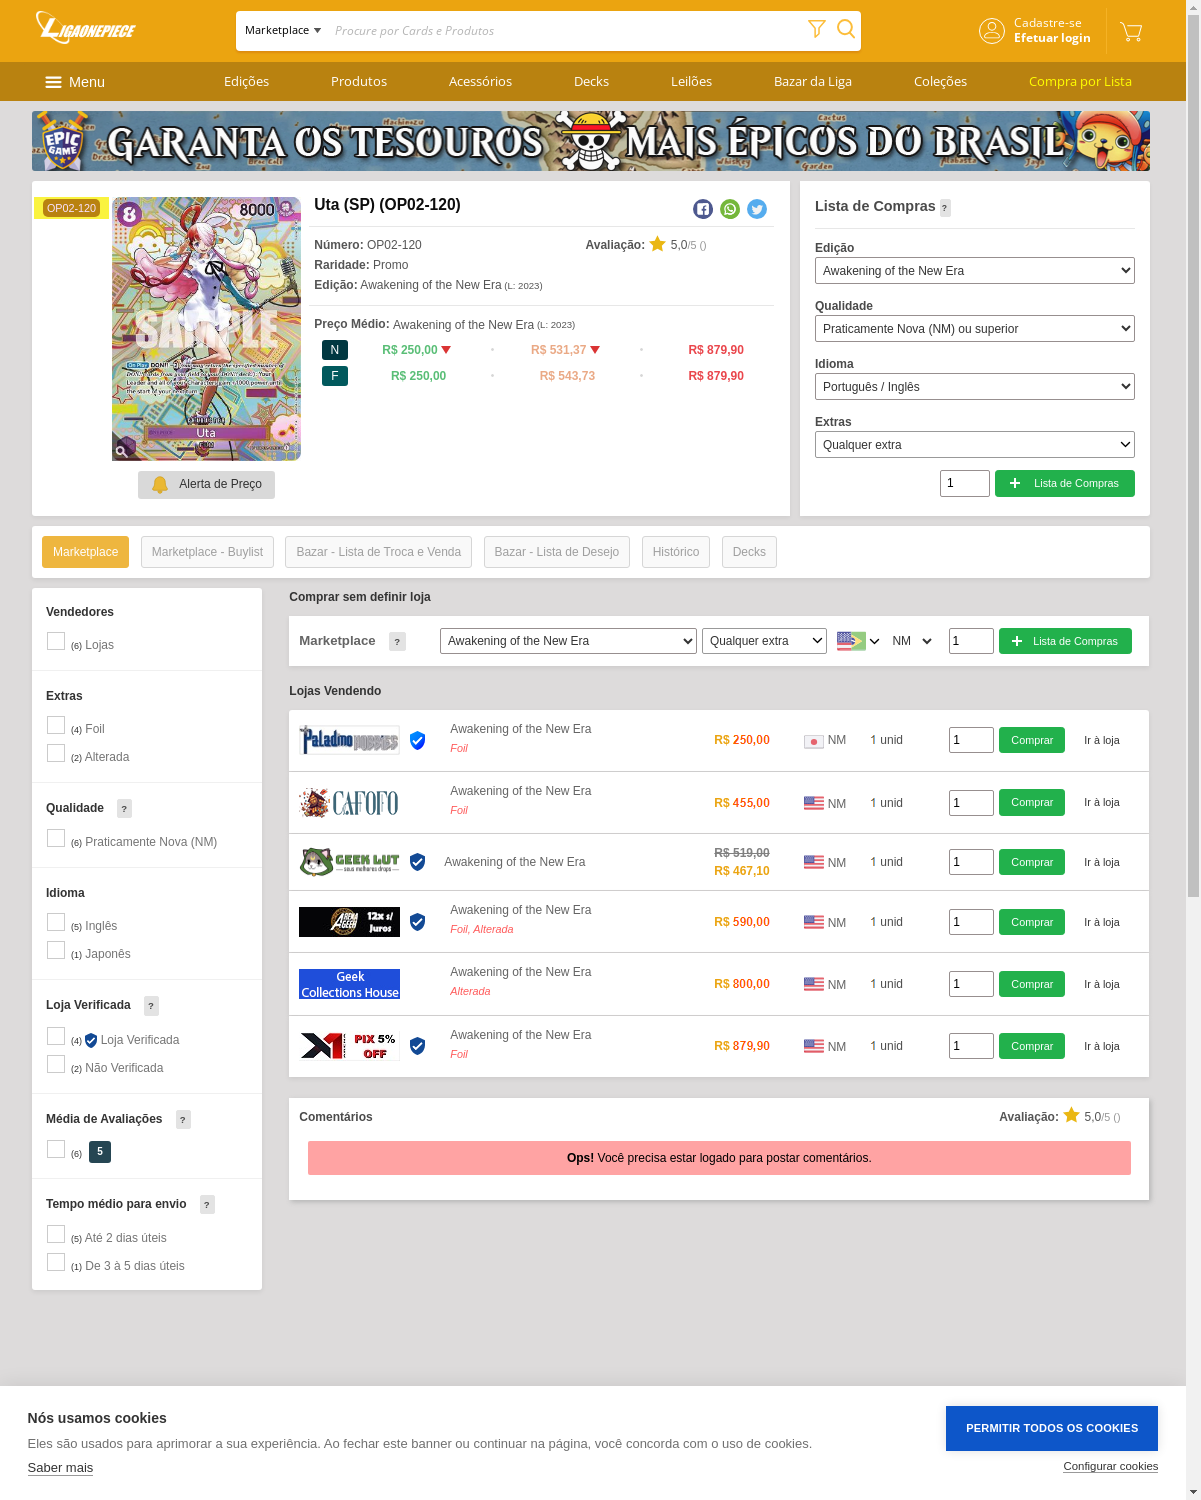 LIGAONEPIECE
Marketplace
Procure por Cards e Produtos
Cadastre-se
Efetuar login
Menu
Edições
Produtos
Acessórios
Decks
Leilões
Bazar da Liga
Coleções
Compra por Lista
EPIC GAME
GARANTA OS TESOUROS MAIS ÉPICOS DO BRASIL
OP02-120
8
8000
SAMPLE
Uta
Alerta de Preço
Uta (SP) (OP02-120)
Número: OP02-120
Avaliação: 5,0/5 ()
Raridade: Promo
Edição: Awakening of the New Era (L: 2023)
Preço Médio: Awakening of the New Era (L: 2023)
N R$ 250,00 R$ 531,37 R$ 879,90
F R$ 250,00 R$ 543,73 R$ 879,90
Lista de Compras ?
Edição
Awakening of the New Era
Qualidade
Praticamente Nova (NM) ou superior
Idioma
Português / Inglês
Extras
Qualquer extra
1
Lista de Compras
Marketplace
Marketplace - Buylist
Bazar - Lista de Troca e Venda
Bazar - Lista de Desejo
Histórico
Decks
Vendedores
(6) Lojas
Extras
(4) Foil
(2) Alterada
Qualidade ?
(6) Praticamente Nova (NM)
Idioma
(5) Inglês
(1) Japonês
Loja Verificada ?
(4) Loja Verificada
(2) Não Verificada
Média de Avaliações ?
(6) 5
Tempo médio para envio ?
(5) Até 2 dias úteis
(1) De 3 à 5 dias úteis
Comprar sem definir loja
Marketplace ?
Awakening of the New Era
Qualquer extra
NM
1
Lista de Compras
Lojas Vendendo
Paladino HOBBIES
Awakening of the New Era
Foil
R$ 250,00
NM
1 unid
1
Comprar
Ir à loja
CAFOFO
Awakening of the New Era
Foil
R$ 455,00
NM
1 unid
1
Comprar
Ir à loja
GEEK LUT
seus melhores drops
Awakening of the New Era
R$ 519,00
R$ 467,10
NM
1 unid
1
Comprar
Ir à loja
ARENA GEEK
12x s/ Juros
Awakening of the New Era
Foil, Alterada
R$ 590,00
NM
1 unid
1
Comprar
Ir à loja
Geek
Collections House
Awakening of the New Era
Alterada
R$ 800,00
NM
1 unid
1
Comprar
Ir à loja
X1
PIX 5%
OFF
Awakening of the New Era
Foil
R$ 879,90
NM
1 unid
1
Comprar
Ir à loja
Comentários
Avaliação: 5,0/5 ()
Ops! Você precisa estar logado para postar comentários.
Nós usamos cookies
Eles são usados para aprimorar a sua experiência. Ao fechar este banner ou continuar na página, você concorda com o uso de cookies.
Saber mais
PERMITIR TODOS OS COOKIES
Configurar cookies